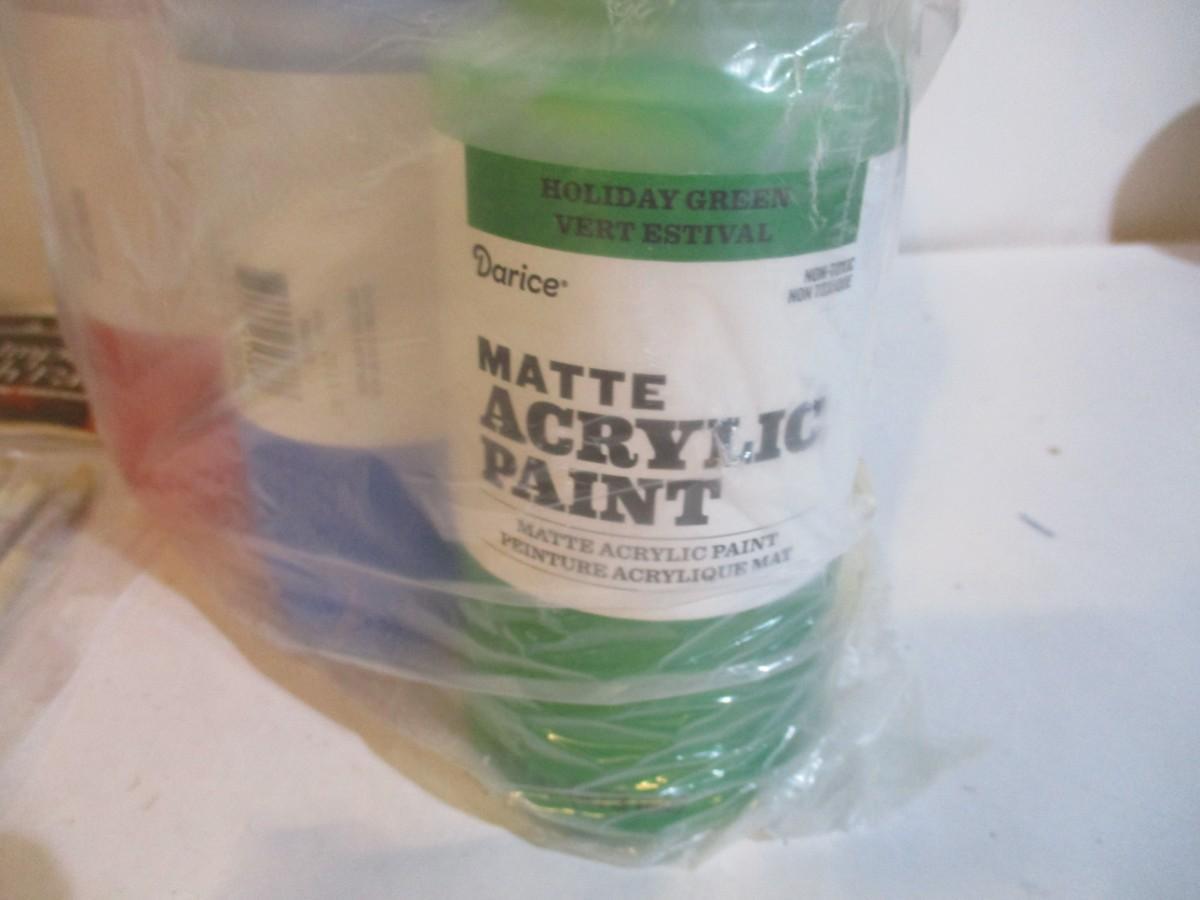 HOLIDAY GREEN
VERT ESTIVAL
Darice®
NON-TOXIC
NON TOXIQUE
MATTE
ACRYLIC
PAINT
MATTE ACRYLIC PAINT
PEINTURE ACRYLIQUE MAT